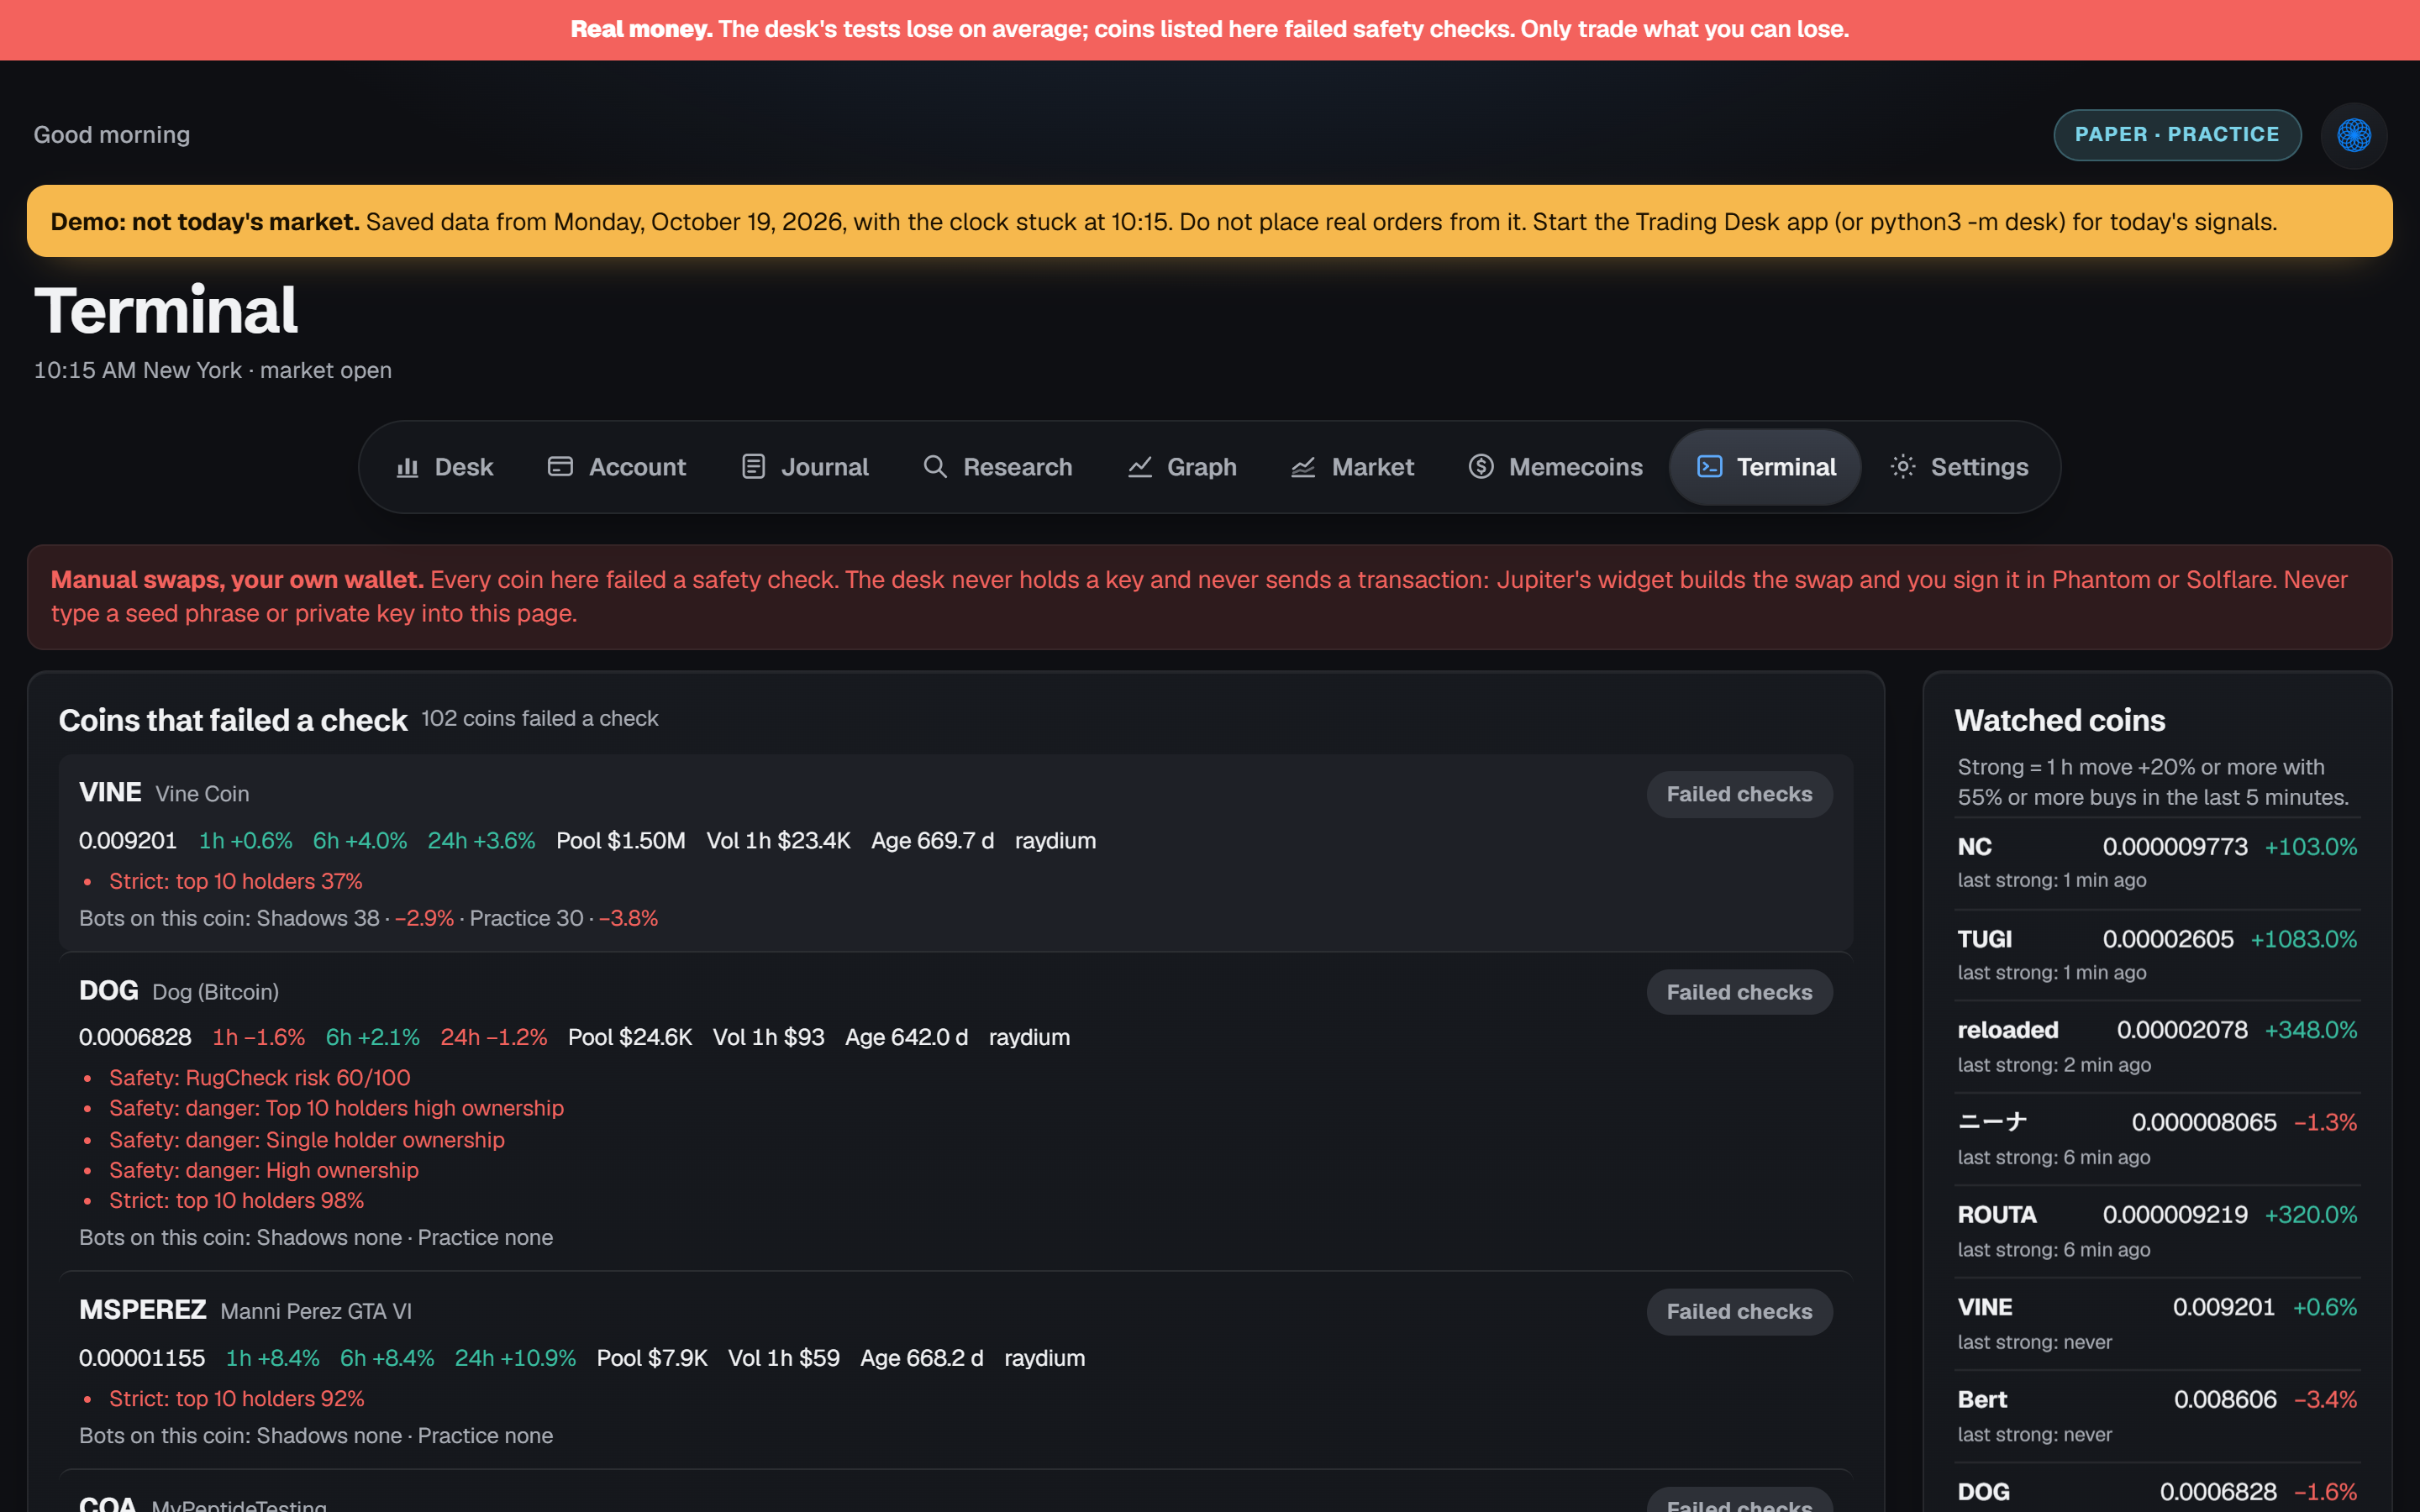 Real money. The desk's tests lose on average; coins listed here failed safety checks. Only trade what you can lose.
Good morning
PAPER · PRACTICE
Demo: not today's market. Saved data from Monday, October 19, 2026, with the clock stuck at 10:15. Do not place real orders from it. Start the Trading Desk app (or python3 -m desk) for today's signals.
Terminal
10:15 AM New York · market open
Desk
Account
Journal
Research
Graph
Market
Memecoins
Terminal
Settings
Manual swaps, your own wallet. Every coin here failed a safety check. The desk never holds a key and never sends a transaction: Jupiter's widget builds the swap and you sign it in Phantom or Solflare. Never
type a seed phrase or private key into this page.
Coins that failed a check 102 coins failed a check
VINE Vine Coin
Failed checks
0.009201 1h +0.6% 6h +4.0% 24h +3.6% Pool $1.50M Vol 1h $23.4K Age 669.7 d raydium
• Strict: top 10 holders 37%
Bots on this coin: Shadows 38 · −2.9% · Practice 30 · −3.8%
DOG Dog (Bitcoin)
Failed checks
0.0006828 1h −1.6% 6h +2.1% 24h −1.2% Pool $24.6K Vol 1h $93 Age 642.0 d raydium
• Safety: RugCheck risk 60/100
• Safety: danger: Top 10 holders high ownership
• Safety: danger: Single holder ownership
• Safety: danger: High ownership
• Strict: top 10 holders 98%
Bots on this coin: Shadows none · Practice none
MSPEREZ Manni Perez GTA VI
Failed checks
0.00001155 1h +8.4% 6h +8.4% 24h +10.9% Pool $7.9K Vol 1h $59 Age 668.2 d raydium
• Strict: top 10 holders 92%
Bots on this coin: Shadows none · Practice none
COA MyPeptideTesting
Failed checks
Watched coins
Strong = 1 h move +20% or more with
55% or more buys in the last 5 minutes.
NC 0.000009773 +103.0%
last strong: 1 min ago
TUGI 0.00002605 +1083.0%
last strong: 1 min ago
reloaded 0.00002078 +348.0%
last strong: 2 min ago
ニーナ 0.000008065 −1.3%
last strong: 6 min ago
ROUTA 0.000009219 +320.0%
last strong: 6 min ago
VINE 0.009201 +0.6%
last strong: never
Bert 0.008606 −3.4%
last strong: never
DOG 0.0006828 −1.6%